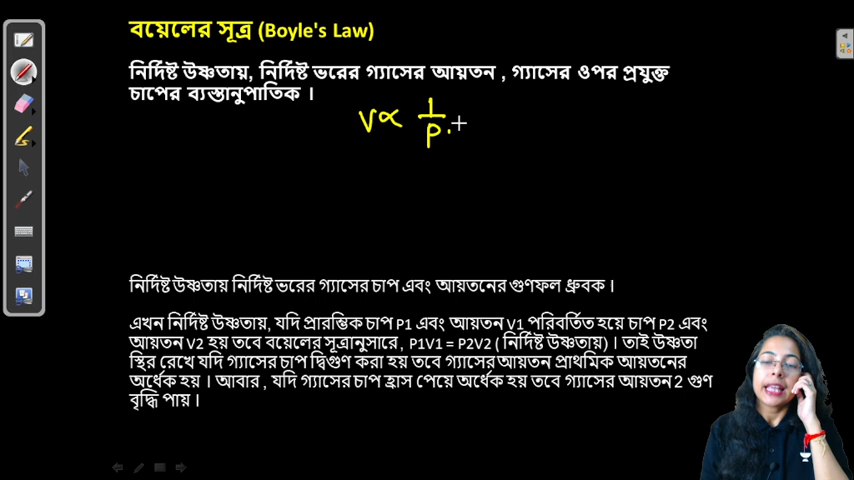 বয়েলের সূত্র (Boyle's Law)
নির্দিষ্ট উষ্ণতায়, নির্দিষ্ট ভরের গ্যাসের আয়তন , গ্যাসের ওপর প্রযুক্ত
চাপের ব্যস্তানুপাতিক ।
V ∝ 1/P
নির্দিষ্ট উষ্ণতায় নির্দিষ্ট ভরের গ্যাসের চাপ এবং আয়তনের গুণফল ধ্রুবক ।
এখন নির্দিষ্ট উষ্ণতায়, যদি প্রারম্ভিক চাপ P1 এবং আয়তন V1 পরিবর্তিত হয়ে চাপ P2 এবং
আয়তন V2 হয় তবে বয়েলের সূত্রানুসারে, P1V1 = P2V2 ( নির্দিষ্ট উষ্ণতায়) । তাই উষ্ণতা
স্থির রেখে যদি গ্যাসের চাপ দ্বিগুণ করা হয় তবে গ্যাসের আয়তন প্রাথমিক আয়তনের
অর্ধেক হয় । আবার , যদি গ্যাসের চাপ হ্রাস পেয়ে অর্ধেক হয় তবে গ্যাসের আয়তন 2 গুণ
বৃদ্ধি পায় ।